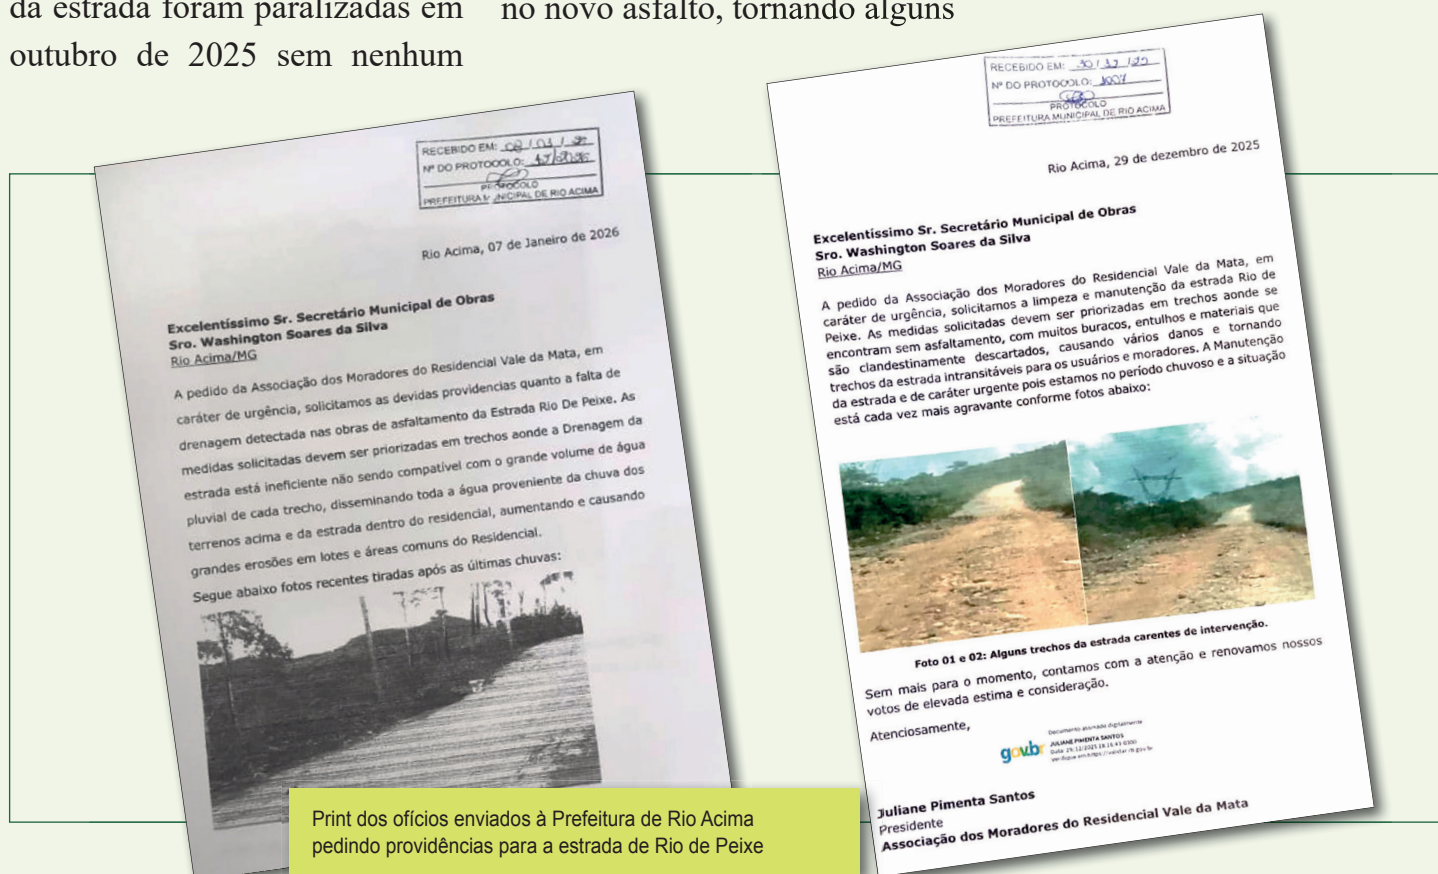 da estrada foram paralizadas em
outubro de 2025 sem nenhum
no novo asfalto, tornando alguns
RECEBIDO EM:
Nº DO PROTOCOLO:
PROTOCOLO
PREFEITURA MUNICIPAL DE RIO ACIMA
Rio Acima, 07 de Janeiro de 2026
Excelentíssimo Sr. Secretário Municipal de Obras
Sro. Washington Soares da Silva
Rio Acima/MG
A pedido da Associação dos Moradores do Residencial Vale da Mata, em
caráter de urgência, solicitamos as devidas providencias quanto a falta de
drenagem detectada nas obras de asfaltamento da Estrada Rio De Peixe. As
medidas solicitadas devem ser priorizadas em trechos aonde a Drenagem da
estrada está ineficiente não sendo compatível com o grande volume de água
pluvial de cada trecho, disseminando toda a água proveniente da chuva dos
terrenos acima e da estrada dentro do residencial, aumentando e causando
grandes erosões em lotes e áreas comuns do Residencial.
Segue abaixo fotos recentes tiradas após as últimas chuvas:
RECEBIDO EM:
Nº DO PROTOCOLO: 1007
PROTOCOLO
PREFEITURA MUNICIPAL DE RIO ACIMA
Rio Acima, 29 de dezembro de 2025
Excelentíssimo Sr. Secretário Municipal de Obras
Sro. Washington Soares da Silva
Rio Acima/MG
A pedido da Associação dos Moradores do Residencial Vale da Mata, em
caráter de urgência, solicitamos a limpeza e manutenção da estrada Rio de
Peixe. As medidas solicitadas devem ser priorizadas em trechos aonde se
encontram sem asfaltamento, com muitos buracos, entulhos e materiais que
são clandestinamente descartados, causando vários danos e tornando
trechos da estrada intransitáveis para os usuários e moradores. A Manutenção
da estrada e de caráter urgente pois estamos no período chuvoso e a situação
está cada vez mais agravante conforme fotos abaixo:
Foto 01 e 02: Alguns trechos da estrada carentes de intervenção.
Sem mais para o momento, contamos com a atenção e renovamos nossos
votos de elevada estima e consideração.
Atenciosamente,
gov.br
Documento assinado digitalmente
JULIANE PIMENTA SANTOS
Juliane Pimenta Santos
Presidente
Associação dos Moradores do Residencial Vale da Mata
Print dos ofícios enviados à Prefeitura de Rio Acima
pedindo providências para a estrada de Rio de Peixe